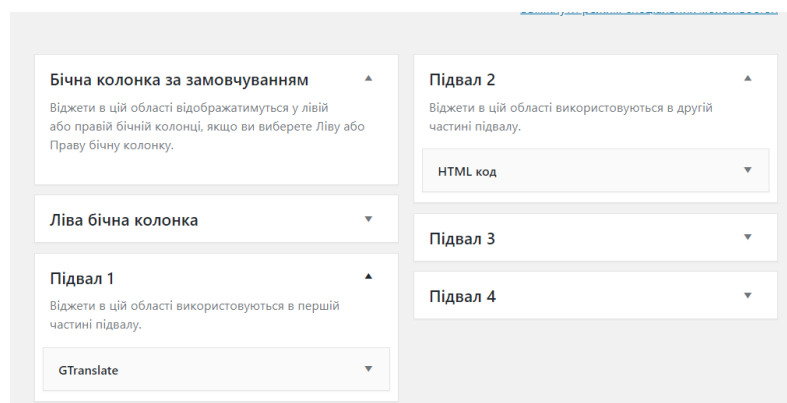 Бічна колонка за замовчуванням
Віджети в цій області відображатимуться у лівій
або правій бічній колонці, якщо ви виберете Ліву або
Праву бічну колонку.
Ліва бічна колонка
Підвал 1
Віджети в цій області використовуються в першій
частині підвалу.
GTranslate
Підвал 2
Віджети в цій області використовуються в другій
частині підвалу.
HTML код
Підвал 3
Підвал 4